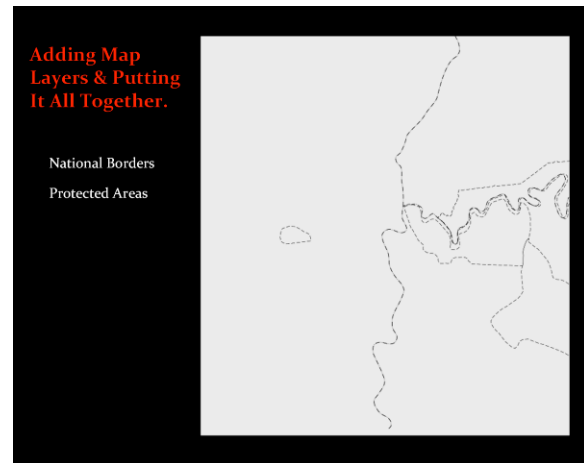 Adding Map
Layers & Putting
It All Together.
National Borders
Protected Areas